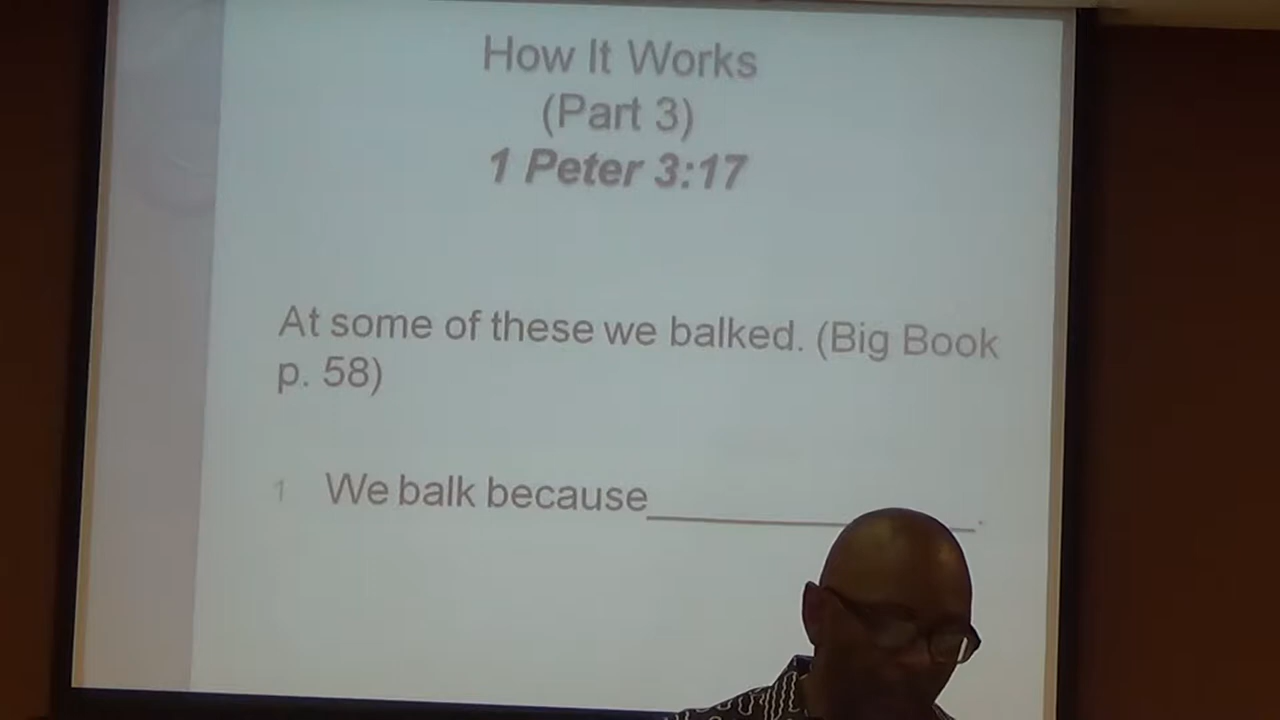 How It Works
(Part 3)
1 Peter 3:17
At some of these we balked. (Big Book
p. 58)
1 We balk because_______________.